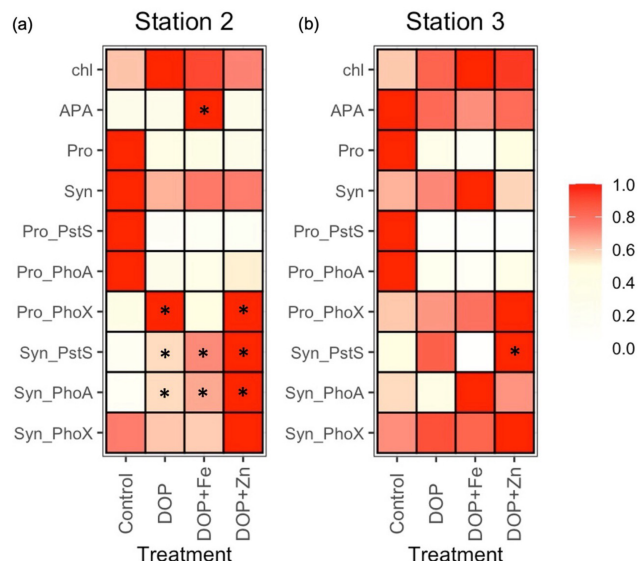 (a) Station 2
chl
APA
Pro
Syn
Pro_PstS
Pro_PhoA
Pro_PhoX
Syn_PstS
Syn_PhoA
Syn_PhoX
*
* *
* * *
* * *
Control
DOP
DOP+Fe
DOP+Zn
Treatment
(b) Station 3
chl
APA
Pro
Syn
Pro_PstS
Pro_PhoA
Pro_PhoX
Syn_PstS
Syn_PhoA
Syn_PhoX
*
Control
DOP
DOP+Fe
DOP+Zn
Treatment
1.0
0.8
0.6
0.4
0.2
0.0